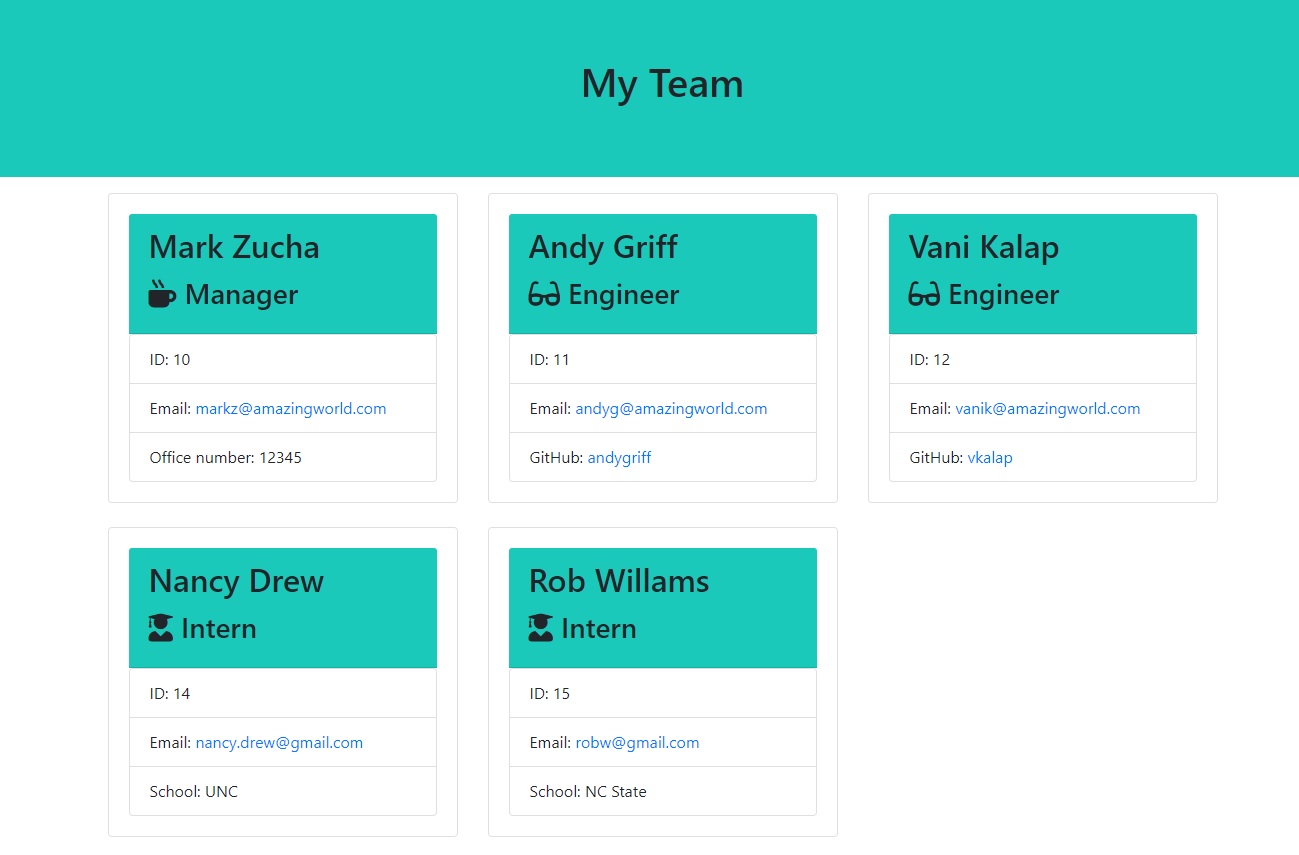 My Team
Mark Zucha
Manager
ID: 10
Email: markz@amazingworld.com
Office number: 12345
Andy Griff
Engineer
ID: 11
Email: andyg@amazingworld.com
GitHub: andygriff
Vani Kalap
Engineer
ID: 12
Email: vanik@amazingworld.com
GitHub: vkalap
Nancy Drew
Intern
ID: 14
Email: nancy.drew@gmail.com
School: UNC
Rob Willams
Intern
ID: 15
Email: robw@gmail.com
School: NC State